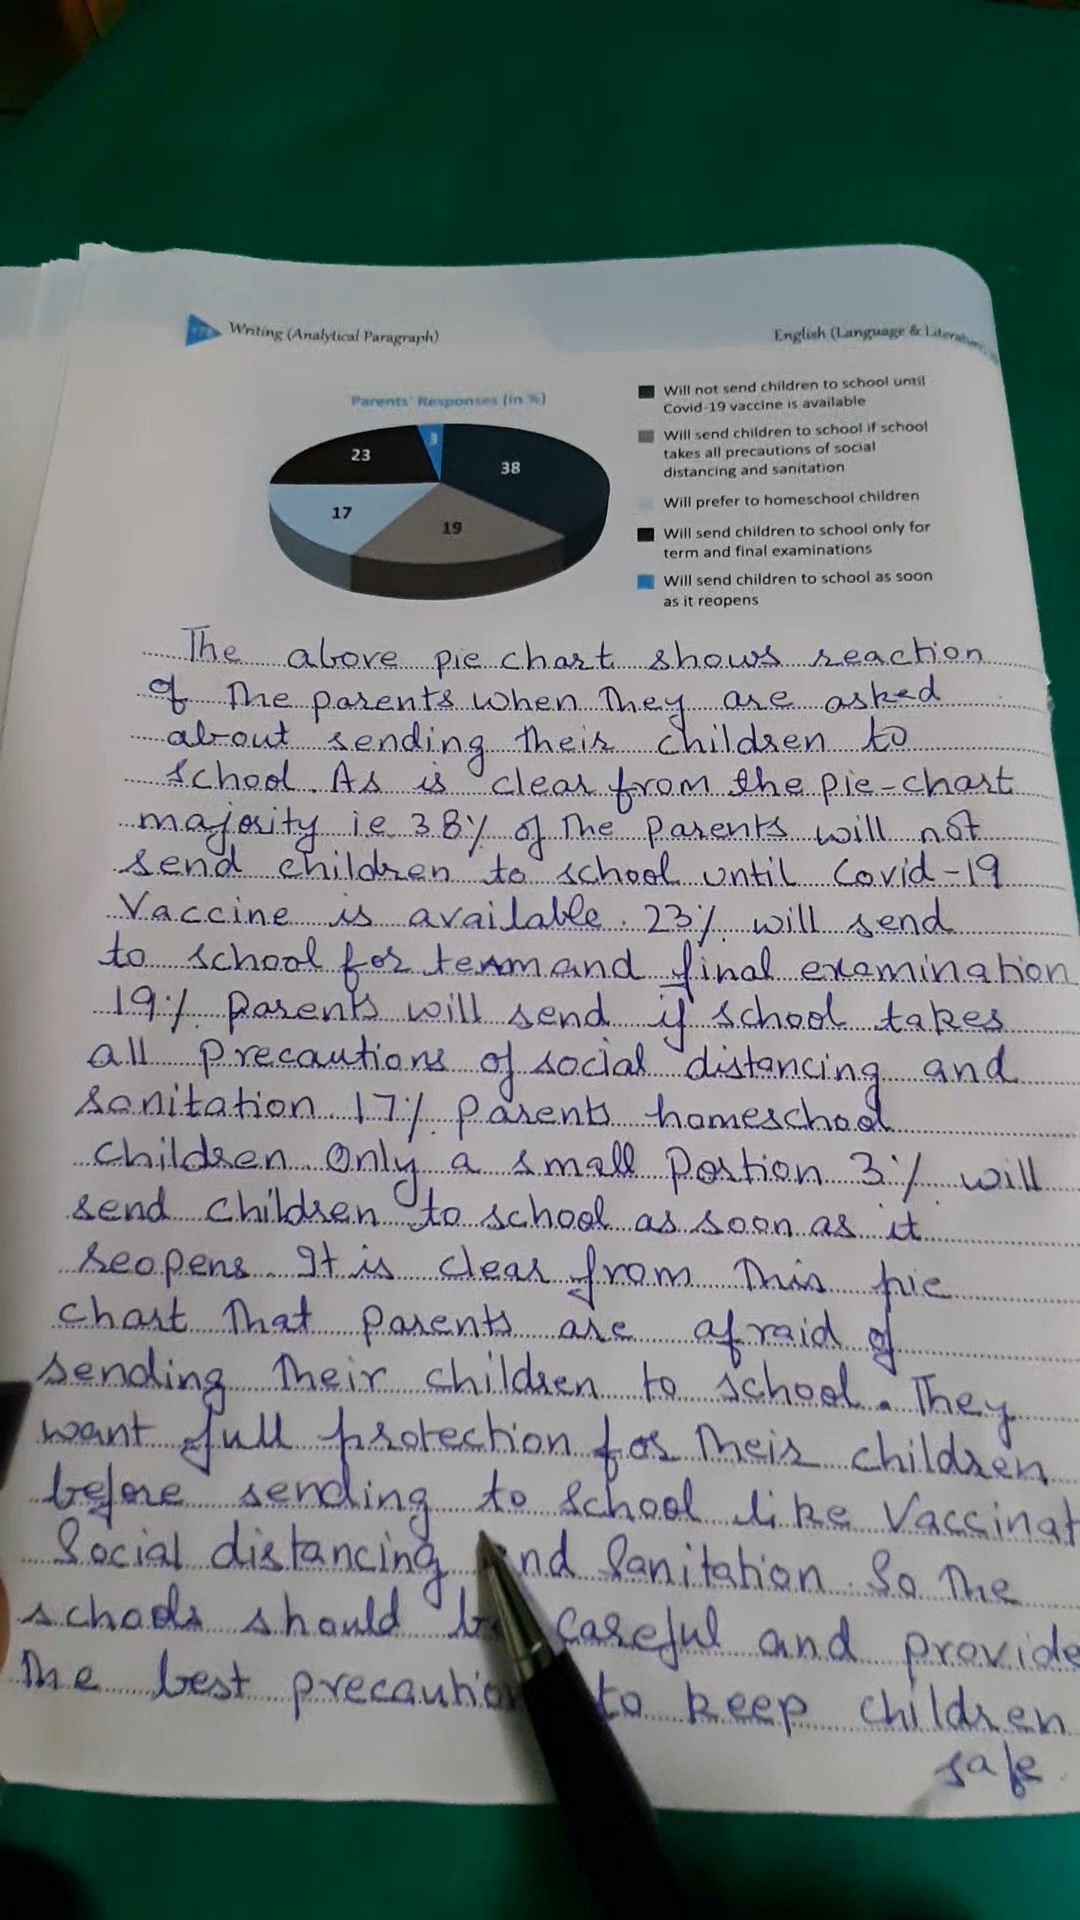 Writing (Analytical Paragraph)
English (Language & Literature
Parents' Responses (in %)
3
23
38
17
19
Will not send children to school until
Covid-19 vaccine is available
Will send children to school if school
takes all precautions of social
distancing and sanitation
Will prefer to homeschool children
Will send children to school only for
term and final examinations
Will send children to school as soon
as it reopens
The above pie chart shows reaction
of the parents when they are asked
about sending their children to
school. As is clear from the pie-chart
majority ie 38% of the parents will not
send children to school until Covid-19
Vaccine is available. 23% will send
to school for term and final examination
19% parents will send if school takes
all precautions of social distancing and
sanitation. 17% parents homeschool
children. Only a small portion 3% will
send children to school as soon as it
reopens. It is clear from this pie
chart that parents are afraid of
sending their children to school. They
want full protection for their children
before sending to school like Vaccinat
Social distancing and Sanitation. So the
schools should be careful and provide
the best precaution to keep children
safe.